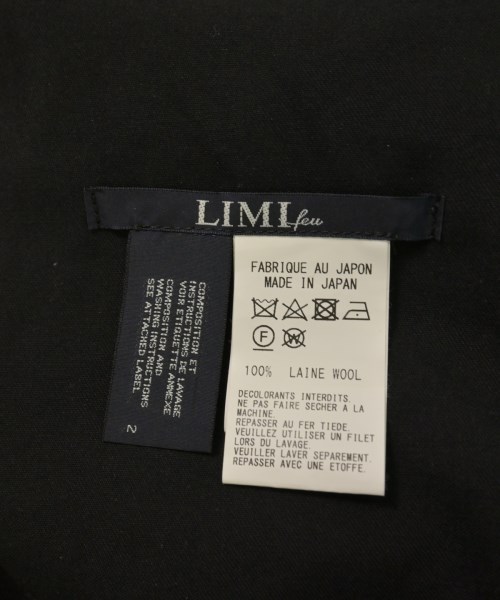 LIMI feu
COMPOSITION ET
INSTRUCTIONS DE LAVAGE
VOIR ETIQUETTE ANNEXE
COMPOSITION AND
WASHING INSTRUCTIONS
SEE ATTACHED LABEL
2
FABRIQUE AU JAPON
MADE IN JAPAN
F W
100% LAINE WOOL
DECOLORANTS INTERDITS.
NE PAS FAIRE SECHER A LA
MACHINE.
REPASSER AU FER TIEDE.
VEUILLEZ UTILISER UN FILET
LORS DU LAVAGE.
VEUILLER LAVER SEPAREMENT.
REPASSER AVEC UNE ETOFFE.